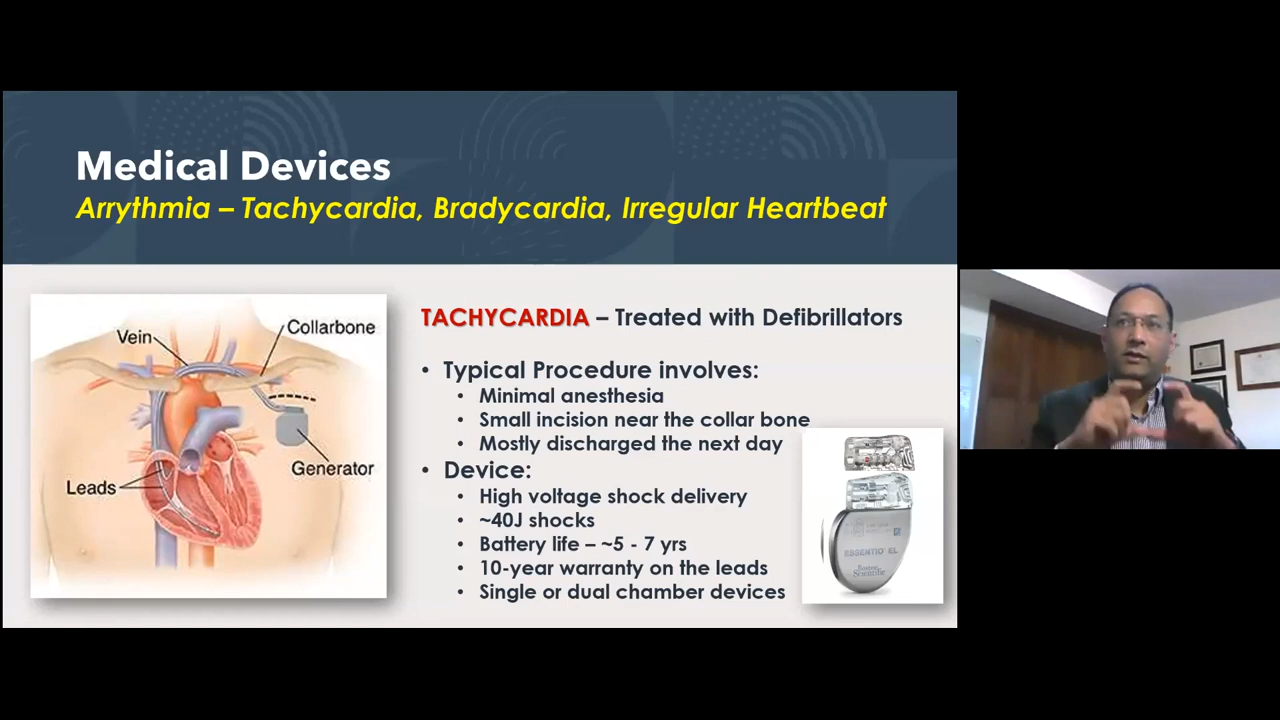 Medical Devices
Arrythmia – Tachycardia, Bradycardia, Irregular Heartbeat
Vein
Collarbone
Generator
Leads
TACHYCARDIA – Treated with Defibrillators
• Typical Procedure involves:
• Minimal anesthesia
• Small incision near the collar bone
• Mostly discharged the next day
• Device:
• High voltage shock delivery
• ~40J shocks
• Battery life – ~5 - 7 yrs
• 10-year warranty on the leads
• Single or dual chamber devices
ESSENTIO EL
Boston
Scientific